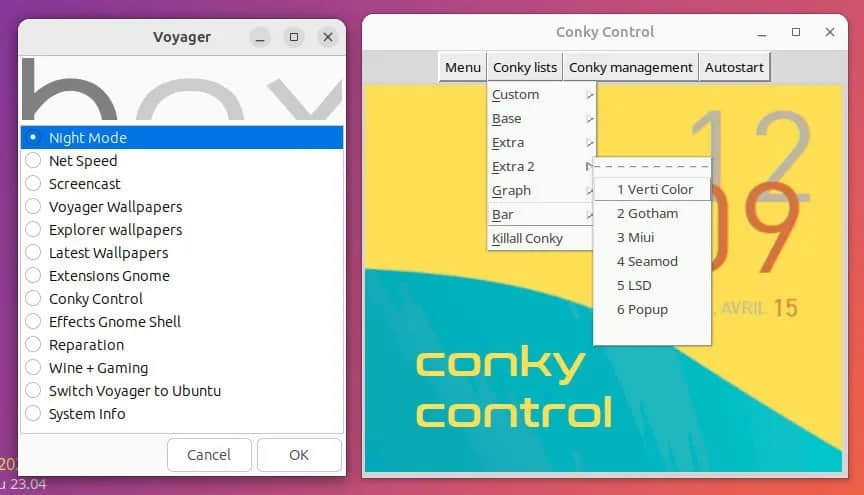 Voyager
box
Night Mode
Net Speed
Screencast
Voyager Wallpapers
Explorer wallpapers
Latest Wallpapers
Extensions Gnome
Conky Control
Effects Gnome Shell
Reparation
Wine + Gaming
Switch Voyager to Ubuntu
System Info
Cancel
OK
u 23.04
Conky Control
Menu
Conky lists
Conky management
Autostart
Custom
Base
Extra
Extra 2
Graph
Bar
Killall Conky
1 Verti Color
2 Gotham
3 Miui
4 Seamod
5 LSD
6 Popup
12
09
, AVRIL 15
conky
control